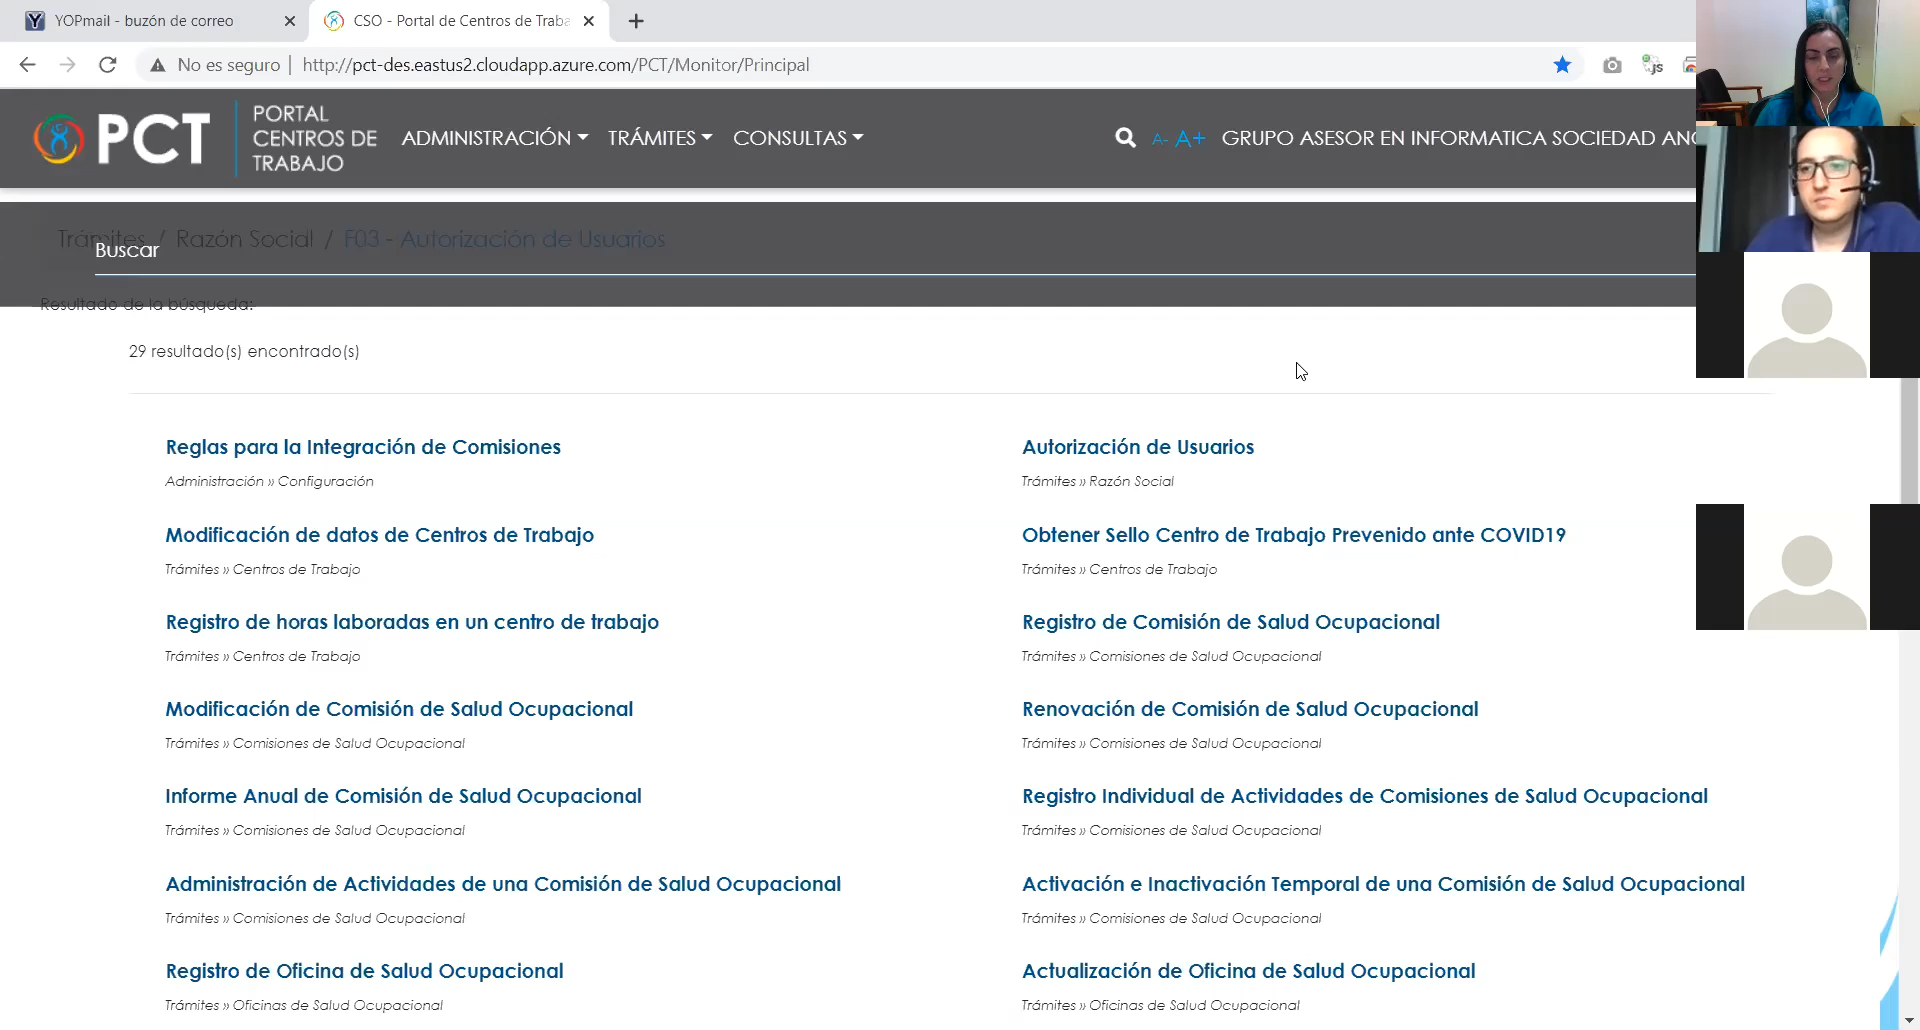 YOPmail - buzón de correo
CSO - Portal de Centros de Traba
No es seguro | http://pct-des.eastus2.cloudapp.azure.com/PCT/Monitor/Principal
JS
PCT
PORTAL
CENTROS DE
TRABAJO
ADMINISTRACIÓN TRÁMITES CONSULTAS
A- A+ GRUPO ASESOR EN INFORMATICA SOCIEDAD ANO
Trámites / Razón Social / F03 - Autorización de Usuarios
Buscar
Resultado de la búsqueda:
29 resultado(s) encontrado(s)
Reglas para la Integración de Comisiones
Administración » Configuración
Autorización de Usuarios
Trámites » Razón Social
Modificación de datos de Centros de Trabajo
Trámites » Centros de Trabajo
Obtener Sello Centro de Trabajo Prevenido ante COVID19
Trámites » Centros de Trabajo
Registro de horas laboradas en un centro de trabajo
Trámites » Centros de Trabajo
Registro de Comisión de Salud Ocupacional
Trámites » Comisiones de Salud Ocupacional
Modificación de Comisión de Salud Ocupacional
Trámites » Comisiones de Salud Ocupacional
Renovación de Comisión de Salud Ocupacional
Trámites » Comisiones de Salud Ocupacional
Informe Anual de Comisión de Salud Ocupacional
Trámites » Comisiones de Salud Ocupacional
Registro Individual de Actividades de Comisiones de Salud Ocupacional
Trámites » Comisiones de Salud Ocupacional
Administración de Actividades de una Comisión de Salud Ocupacional
Trámites » Comisiones de Salud Ocupacional
Activación e Inactivación Temporal de una Comisión de Salud Ocupacional
Trámites » Comisiones de Salud Ocupacional
Registro de Oficina de Salud Ocupacional
Trámites » Oficinas de Salud Ocupacional
Actualización de Oficina de Salud Ocupacional
Trámites » Oficinas de Salud Ocupacional